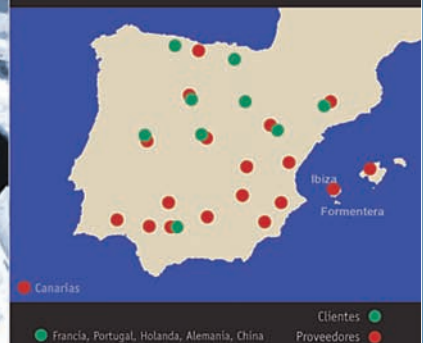 Ibiza
Formentera
Canarias
Clientes
Francia, Portugal, Holanda, Alemania, China
Proveedores